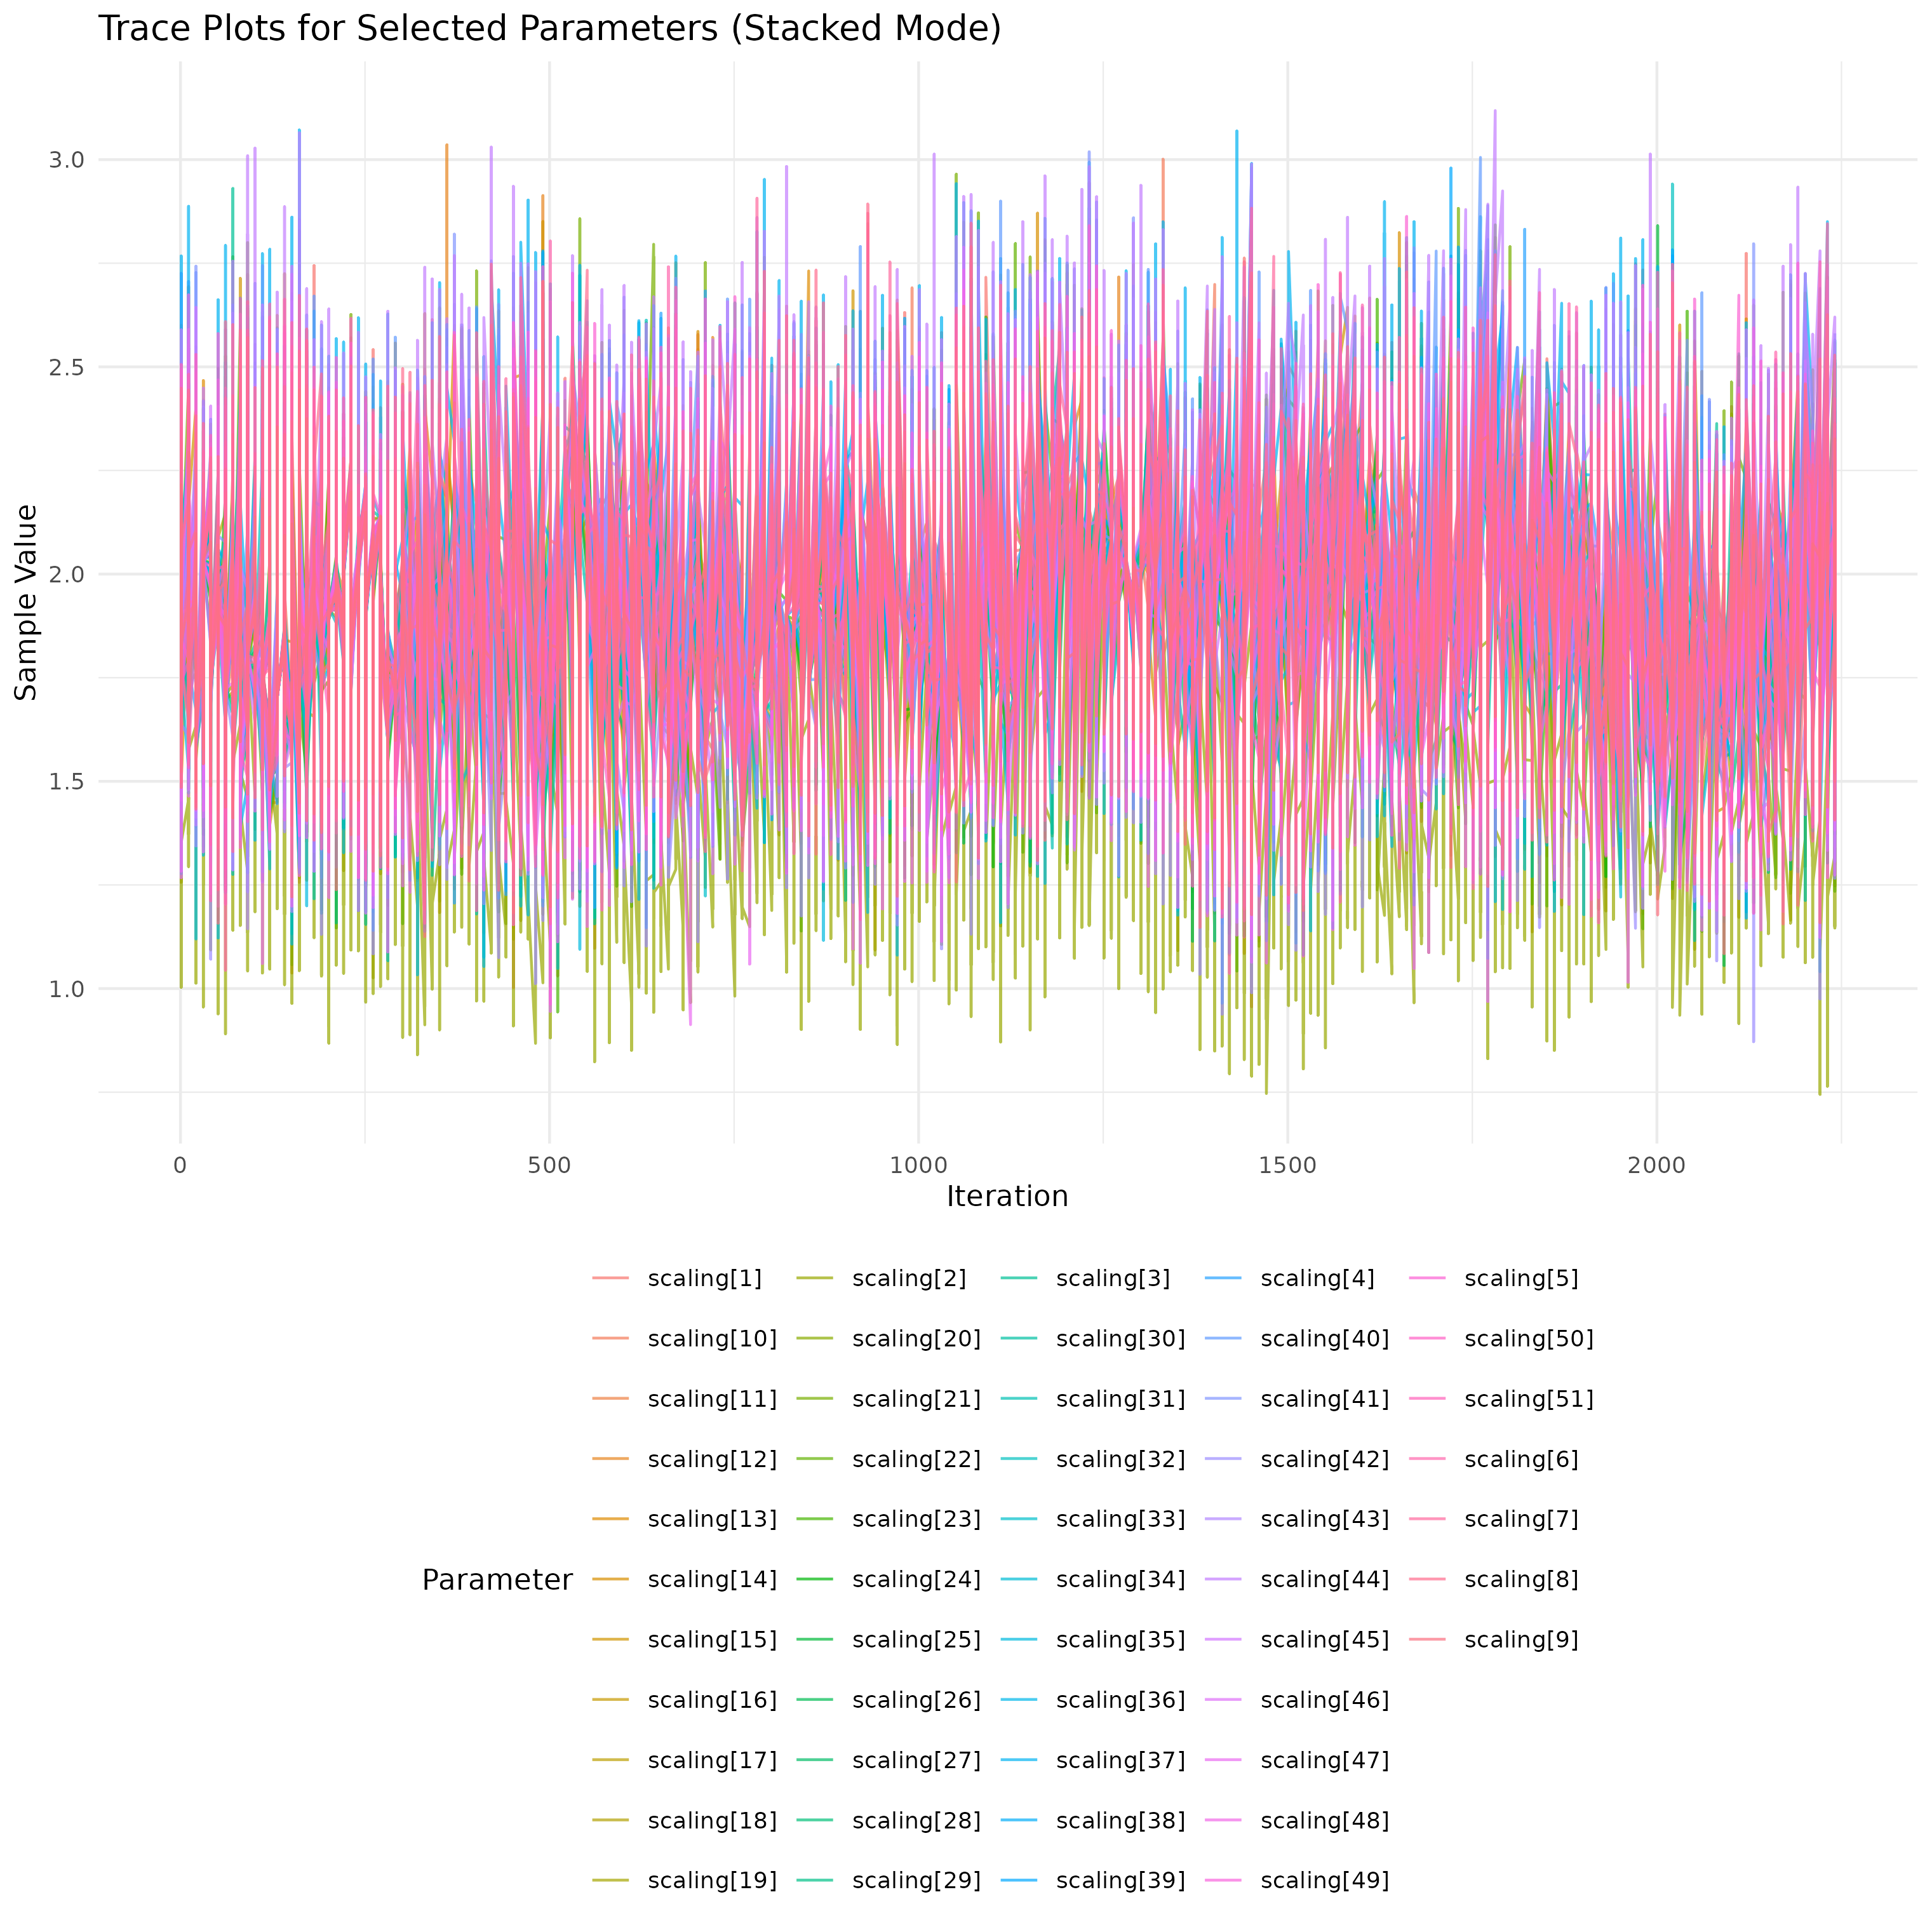 Trace Plots for Selected Parameters (Stacked Mode)
3.0
2.5
2.0
1.5
1.0
Sample Value
0 500 1000 1500 2000
Iteration
Parameter
scaling[1] scaling[2] scaling[3] scaling[4] scaling[5]
scaling[10] scaling[20] scaling[30] scaling[40] scaling[50]
scaling[11] scaling[21] scaling[31] scaling[41] scaling[51]
scaling[12] scaling[22] scaling[32] scaling[42] scaling[6]
scaling[13] scaling[23] scaling[33] scaling[43] scaling[7]
scaling[14] scaling[24] scaling[34] scaling[44] scaling[8]
scaling[15] scaling[25] scaling[35] scaling[45] scaling[9]
scaling[16] scaling[26] scaling[36] scaling[46]
scaling[17] scaling[27] scaling[37] scaling[47]
scaling[18] scaling[28] scaling[38] scaling[48]
scaling[19] scaling[29] scaling[39] scaling[49]